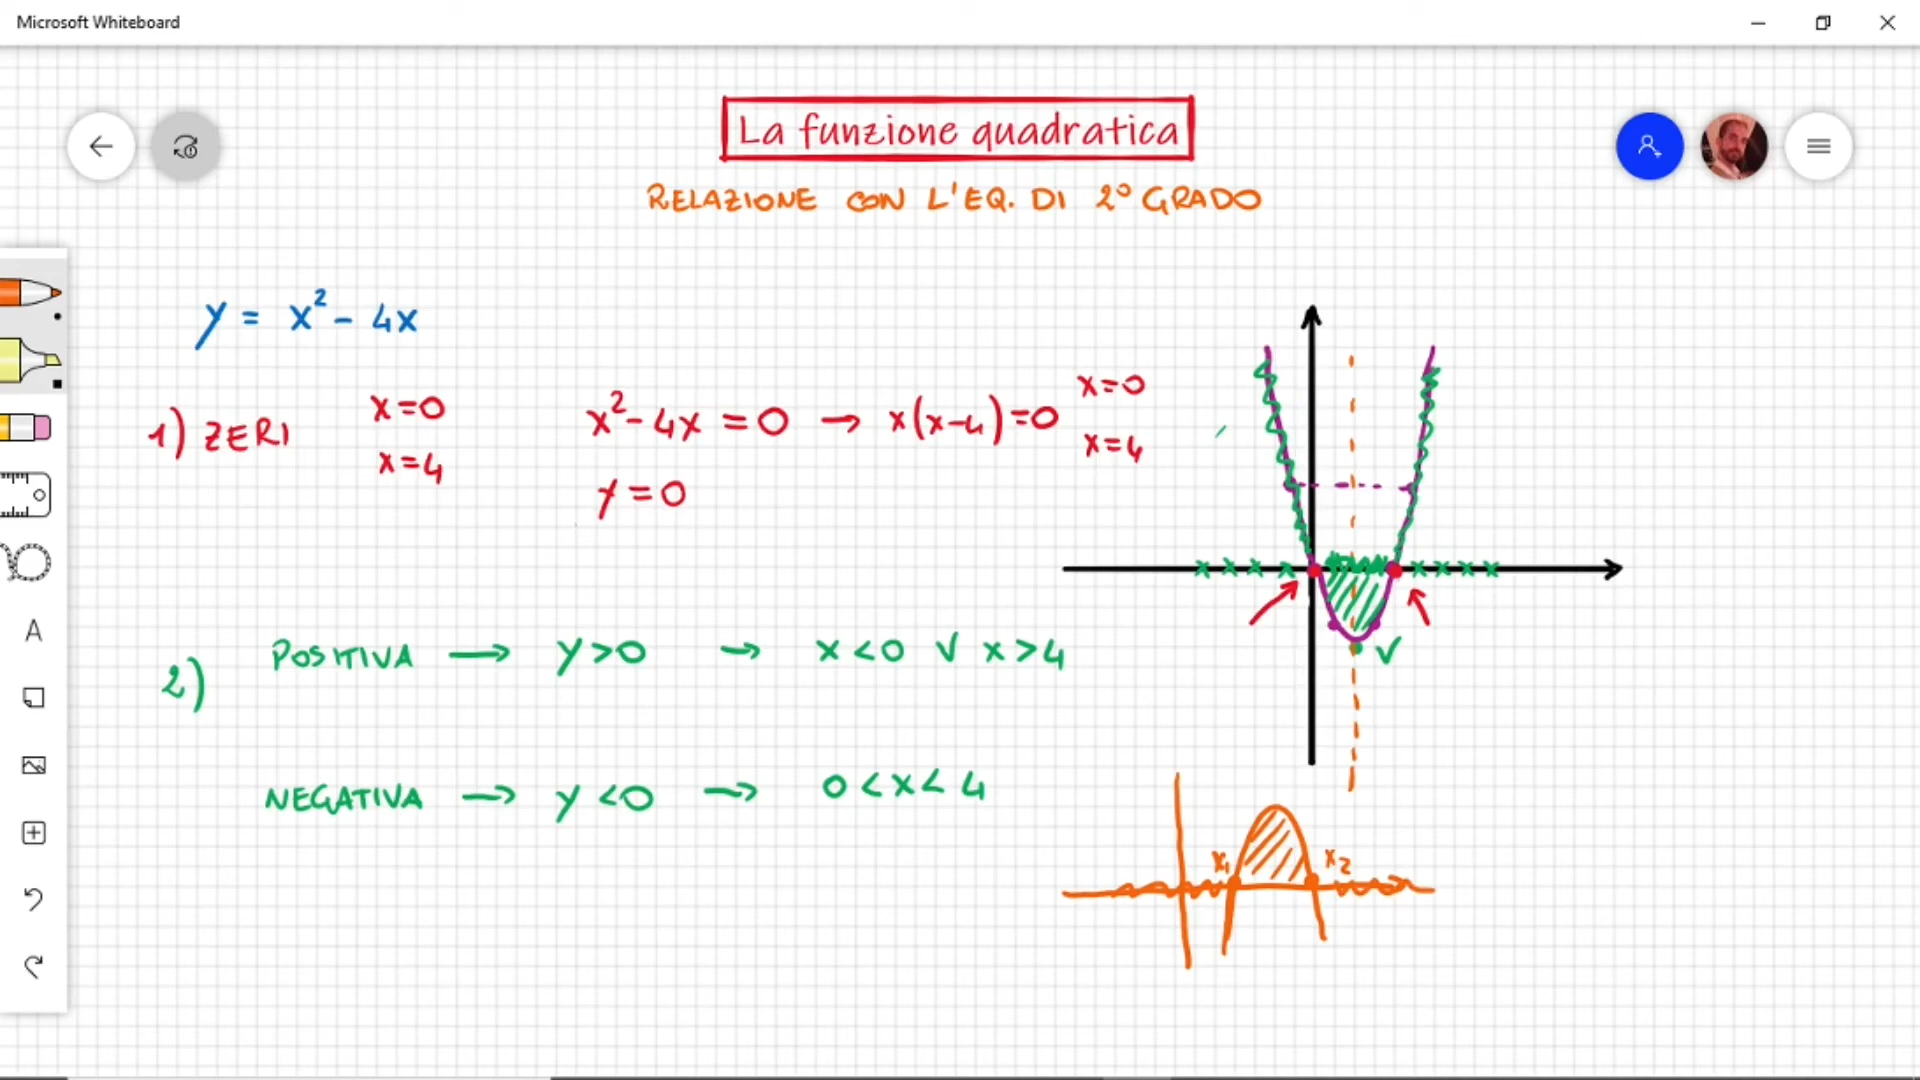 Microsoft Whiteboard
La funzione quadratica
RELAZIONE CON L'EQ. DI 2° GRADO
y = x² - 4x
1) ZERI
x=0
x=4
x² - 4x = 0 → x(x-4)=0
x=0
x=4
y=0
2)
POSITIVA → y>0 → x<0 ∨ x>4
V
NEGATIVA → y<0 → 0<x<4
x₁
x₂